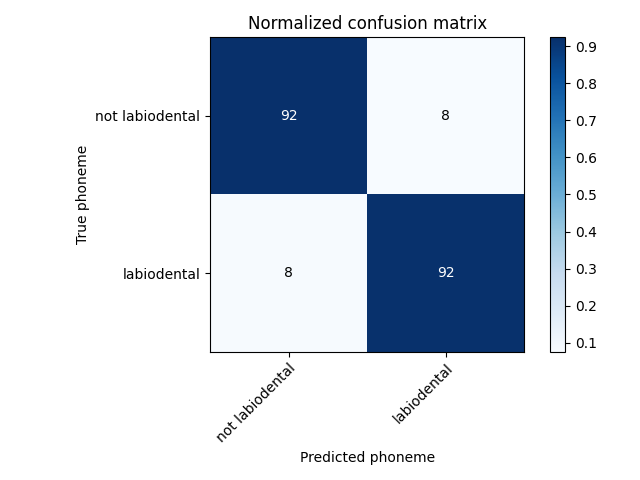 Normalized confusion matrix
True phoneme
not labiodental
92
8
labiodental
8
92
not labiodental
labiodental
Predicted phoneme
0.9
0.8
0.7
0.6
0.5
0.4
0.3
0.2
0.1